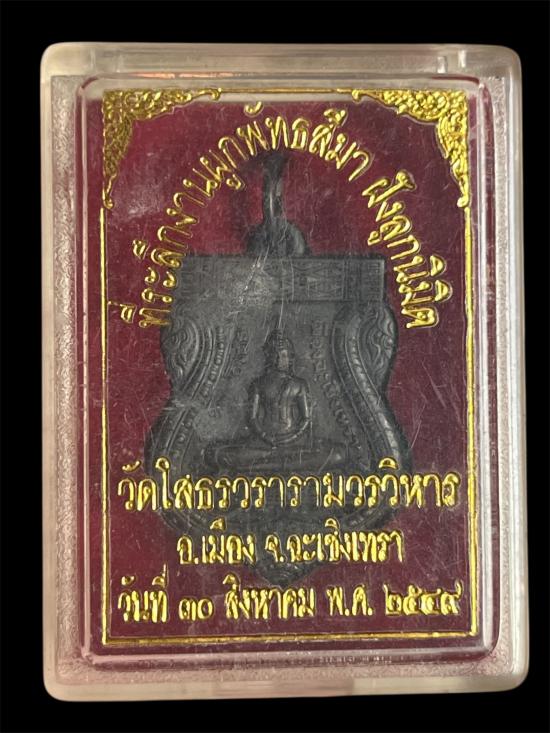 ที่ระลึกงานผูกพัทธสีมา ฝังลูกนิมิต
วัดโสธรวรารามวรวิหาร
อ.เมือง จ.ฉะเชิงเทรา
วันที่ ๓๐ สิงหาคม พ.ศ. ๒๕๔๙